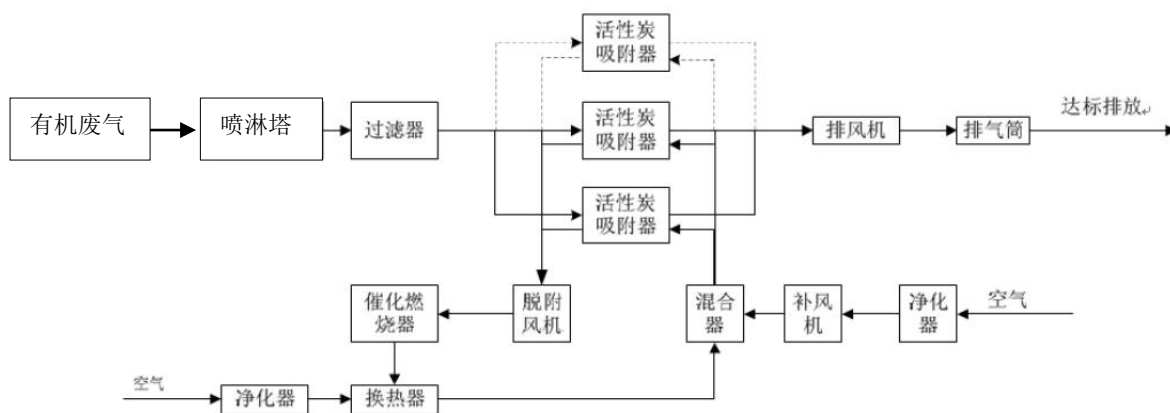 活性炭
吸附器
有机废气
喷淋塔
过滤器
活性炭
吸附器
排风机
排气筒
达标排放
活性炭
吸附器
催化燃
烧器
脱附
风机
混合
器
补风
机
净化
器
空气
空气
净化器
换热器